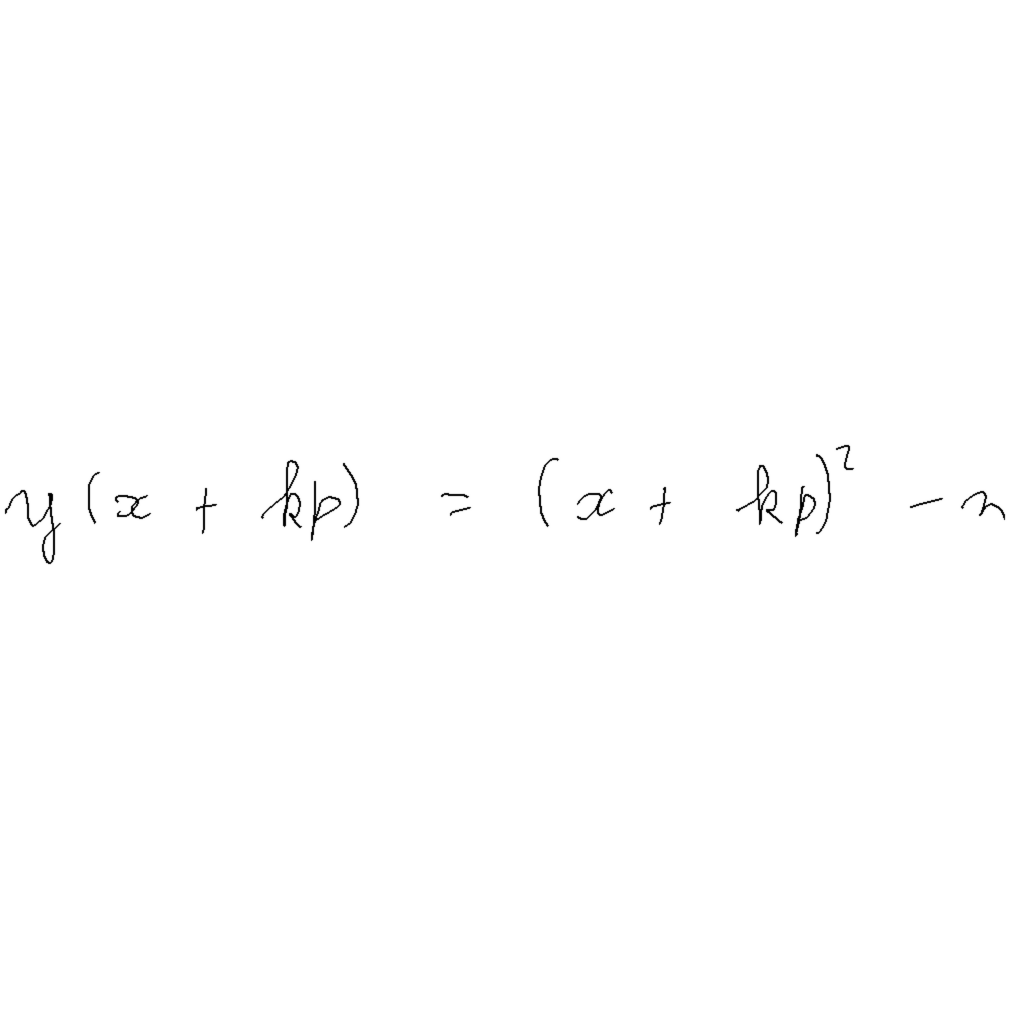 y(x + kp) = (x + kp)² - n